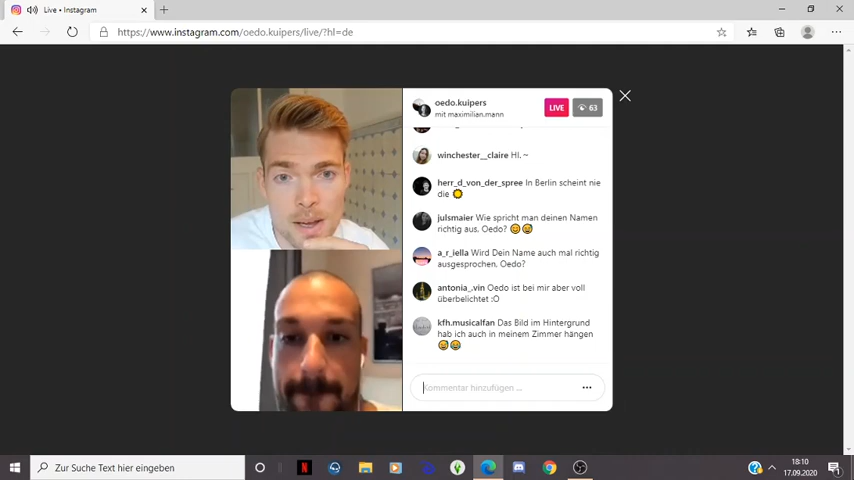 Live • Instagram
https://www.instagram.com/oedo.kuipers/live/?hl=de
oedo.kuipers
mit maximilian.mann
LIVE
63
winchester__claire HI. ~
herr_d_von_der_spree In Berlin scheint nie
die
julsmaier Wie spricht man deinen Namen
richtig aus, Oedo?
a_r_iella Wird Dein Name auch mal richtig
ausgesprochen, Oedo?
antonia_.vin Oedo ist bei mir aber voll
überbelichtet :O
kfh.musicalfan Das Bild im Hintergrund
hab ich auch in meinem Zimmer hängen
Kommentar hinzufügen ...
Zur Suche Text hier eingeben
18:10
17.09.2020